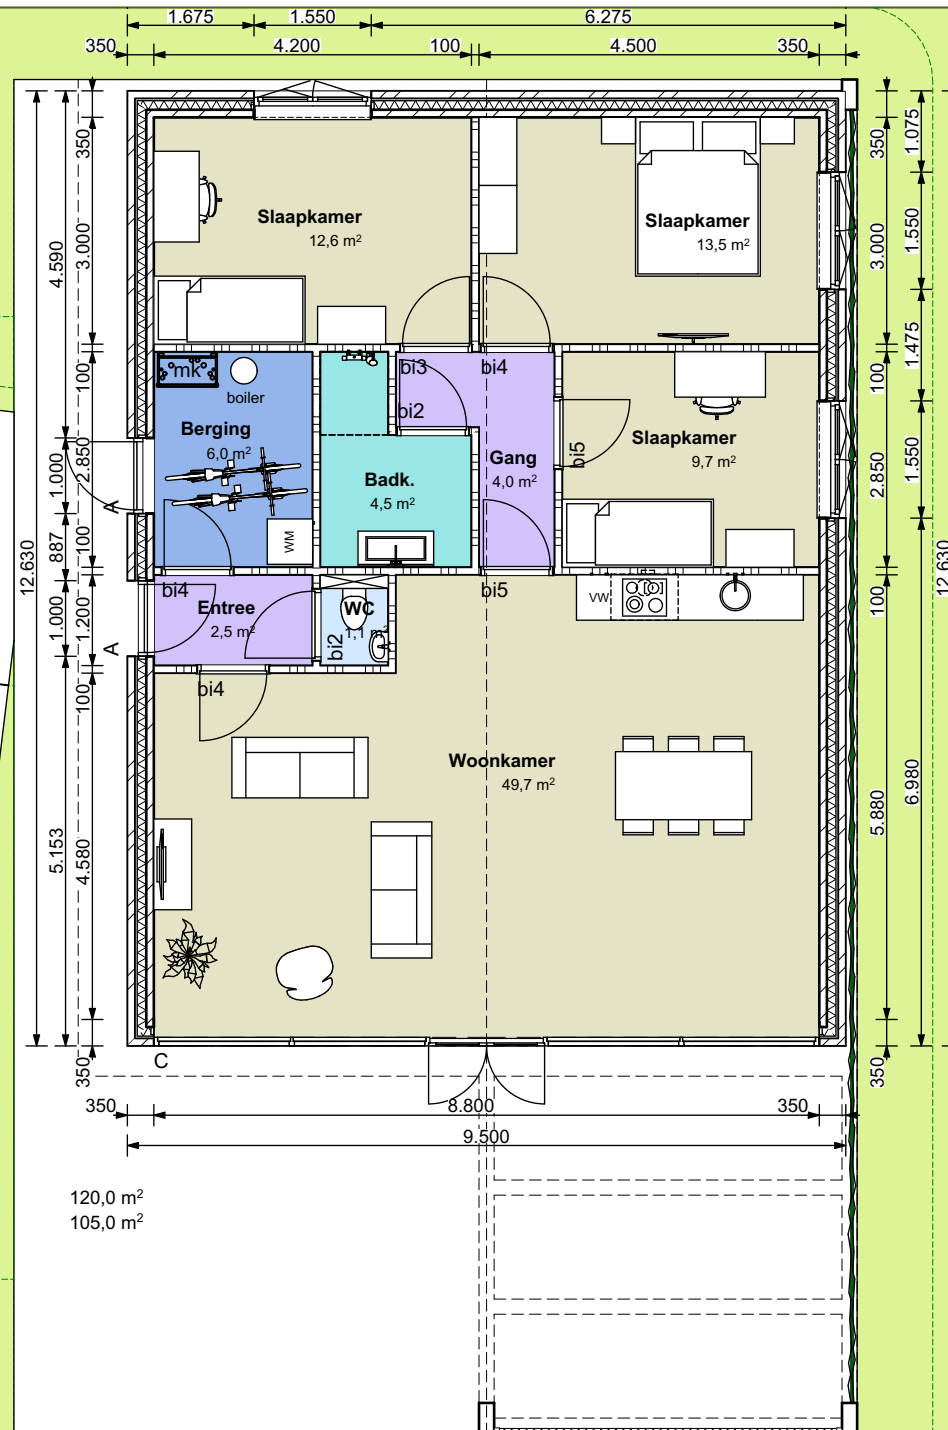 1.675 1.550 6.275
350 4.200 100 4.500 350
12.630
4.590
1.000
887
1.000
5.153
350
3.000
100
2.850
100
1.200
100
4.580
350
Slaapkamer
12,6 m²
Slaapkamer
13,5 m²
mk
boiler
Berging
6,0 m²
WM
bi3
bi4
bi2
Badk.
4,5 m²
Gang
4,0 m²
bi5
Slaapkamer
9,7 m²
A
A
bi4
Entree
2,5 m²
bi2
WC
1,1 m²
bi5
VW
bi4
Woonkamer
49,7 m²
C
350
3.000
100
2.850
100
5.880
350
1.075
1.550
1.475
1.550
6.980
12.630
350 8.800 350
9.500
120,0 m²
105,0 m²